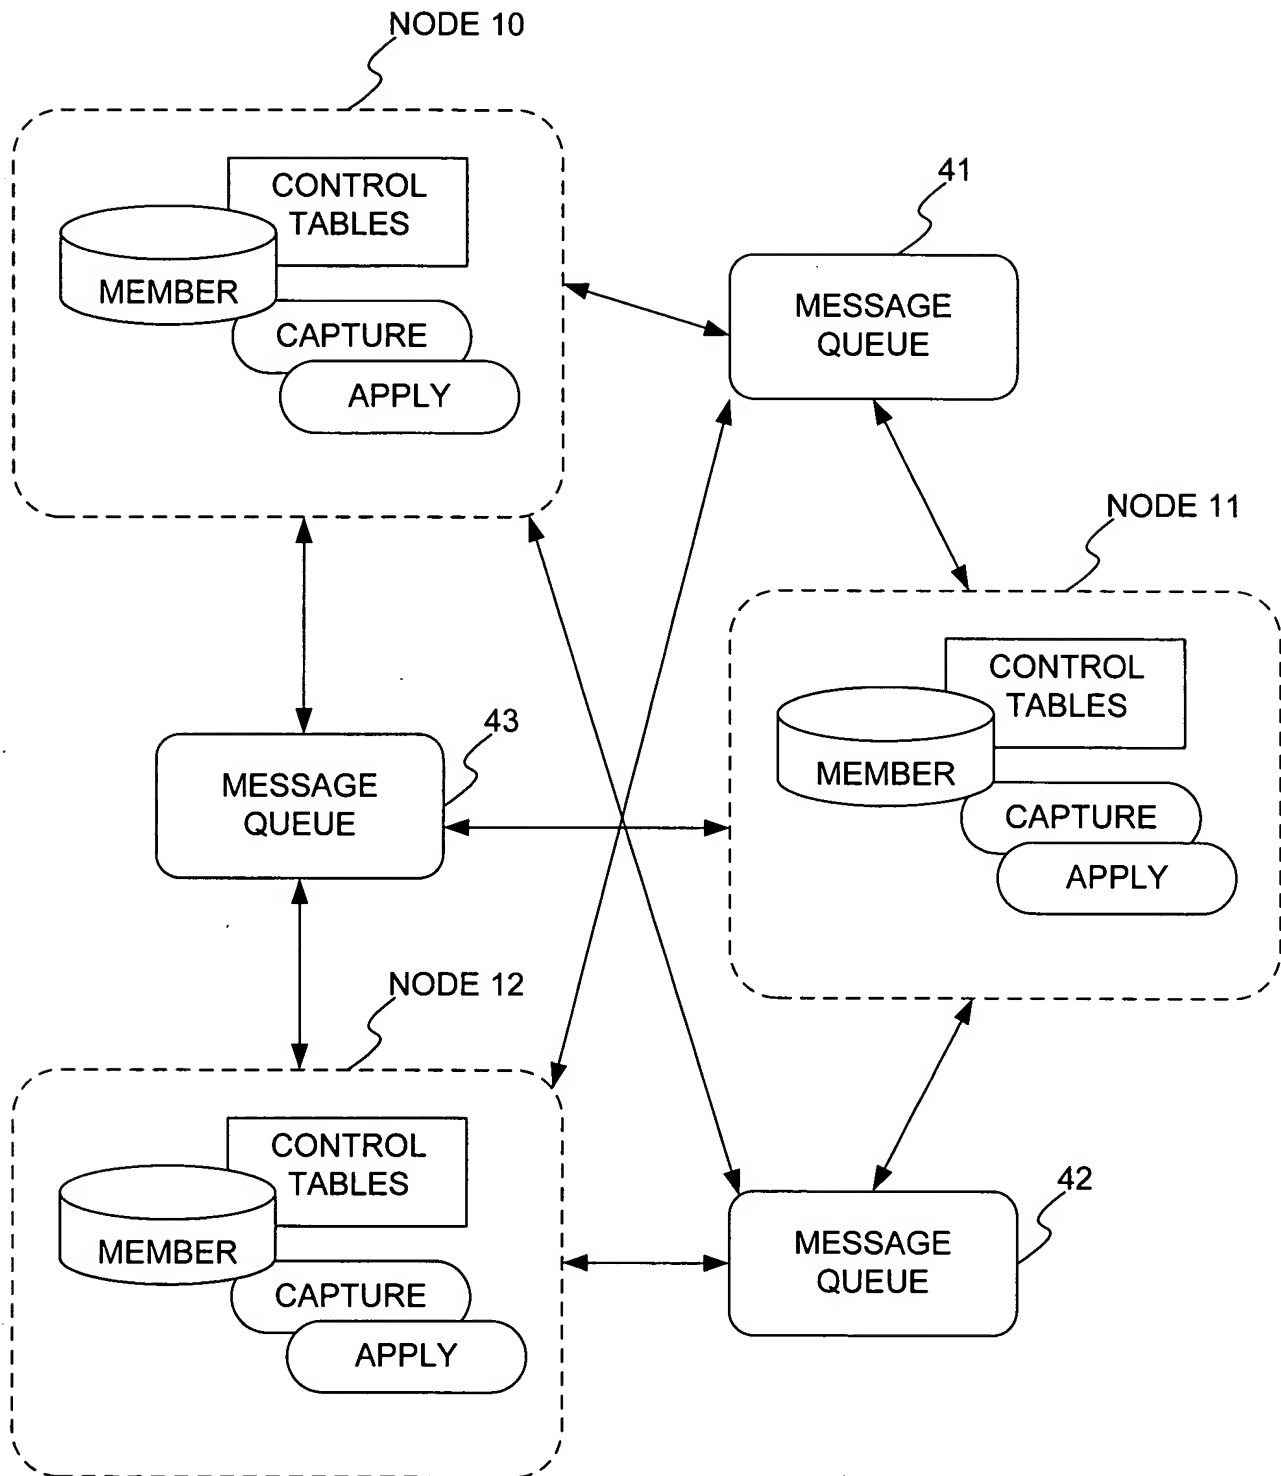 NODE 10
CONTROL
TABLES
MEMBER
CAPTURE
APPLY
41
MESSAGE
QUEUE
NODE 11
CONTROL
TABLES
MEMBER
CAPTURE
APPLY
43
MESSAGE
QUEUE
NODE 12
CONTROL
TABLES
MEMBER
CAPTURE
APPLY
42
MESSAGE
QUEUE